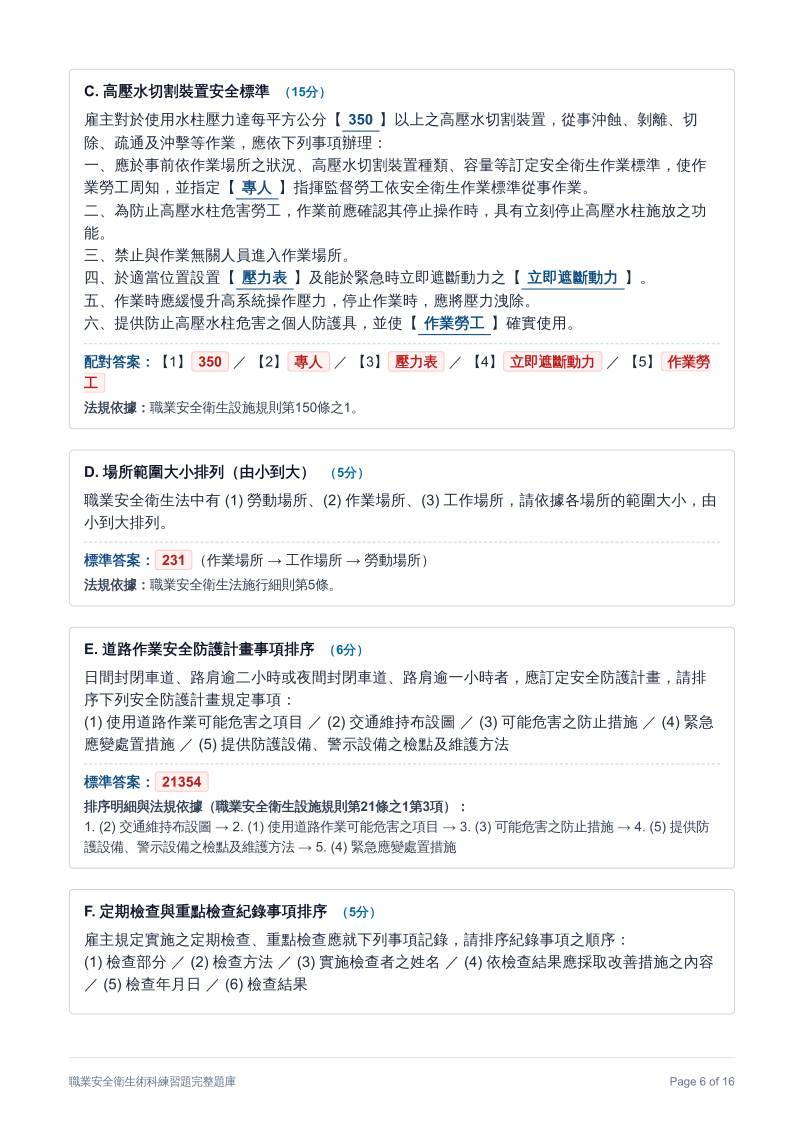 C. 高壓水切割裝置安全標準 （15分）
雇主對於使用水柱壓力達每平方公分【 350 】以上之高壓水切割裝置，從事沖蝕、剝離、切
除、疏通及沖擊等作業，應依下列事項辦理：
一、應於事前依作業場所之狀況、高壓水切割裝置種類、容量等訂定安全衛生作業標準，使作
業勞工周知，並指定【 專人 】指揮監督勞工依安全衛生作業標準從事作業。
二、為防止高壓水柱危害勞工，作業前應確認其停止操作時，具有立刻停止高壓水柱施放之功
能。
三、禁止與作業無關人員進入作業場所。
四、於適當位置設置【 壓力表 】及能於緊急時立即遮斷動力之【 立即遮斷動力 】。
五、作業時應緩慢升高系統操作壓力，停止作業時，應將壓力洩除。
六、提供防止高壓水柱危害之個人防護具，並使【 作業勞工 】確實使用。
配對答案：【1】 350 ／【2】 專人 ／【3】 壓力表 ／【4】 立即遮斷動力 ／【5】 作業勞
工
法規依據：職業安全衛生設施規則第150條之1。
D. 場所範圍大小排列（由小到大） （5分）
職業安全衛生法中有 (1) 勞動場所、(2) 作業場所、(3) 工作場所，請依據各場所的範圍大小，由
小到大排列。
標準答案： 231 （作業場所 → 工作場所 → 勞動場所）
法規依據：職業安全衛生法施行細則第5條。
E. 道路作業安全防護計畫事項排序 （6分）
日間封閉車道、路肩逾二小時或夜間封閉車道、路肩逾一小時者，應訂定安全防護計畫，請排
序下列安全防護計畫規定事項：
(1) 使用道路作業可能危害之項目 ／ (2) 交通維持布設圖 ／ (3) 可能危害之防止措施 ／ (4) 緊急
應變處置措施 ／ (5) 提供防護設備、警示設備之檢點及維護方法
標準答案： 21354
排序明細與法規依據（職業安全衛生設施規則第21條之1第3項）：
1. (2) 交通維持布設圖 → 2. (1) 使用道路作業可能危害之項目 → 3. (3) 可能危害之防止措施 → 4. (5) 提供防
護設備、警示設備之檢點及維護方法 → 5. (4) 緊急應變處置措施
F. 定期檢查與重點檢查紀錄事項排序 （5分）
雇主規定實施之定期檢查、重點檢查應就下列事項記錄，請排序紀錄事項之順序：
(1) 檢查部分 ／ (2) 檢查方法 ／ (3) 實施檢查者之姓名 ／ (4) 依檢查結果應採取改善措施之內容
／ (5) 檢查年月日 ／ (6) 檢查結果
職業安全衛生術科練習題完整題庫
Page 6 of 16